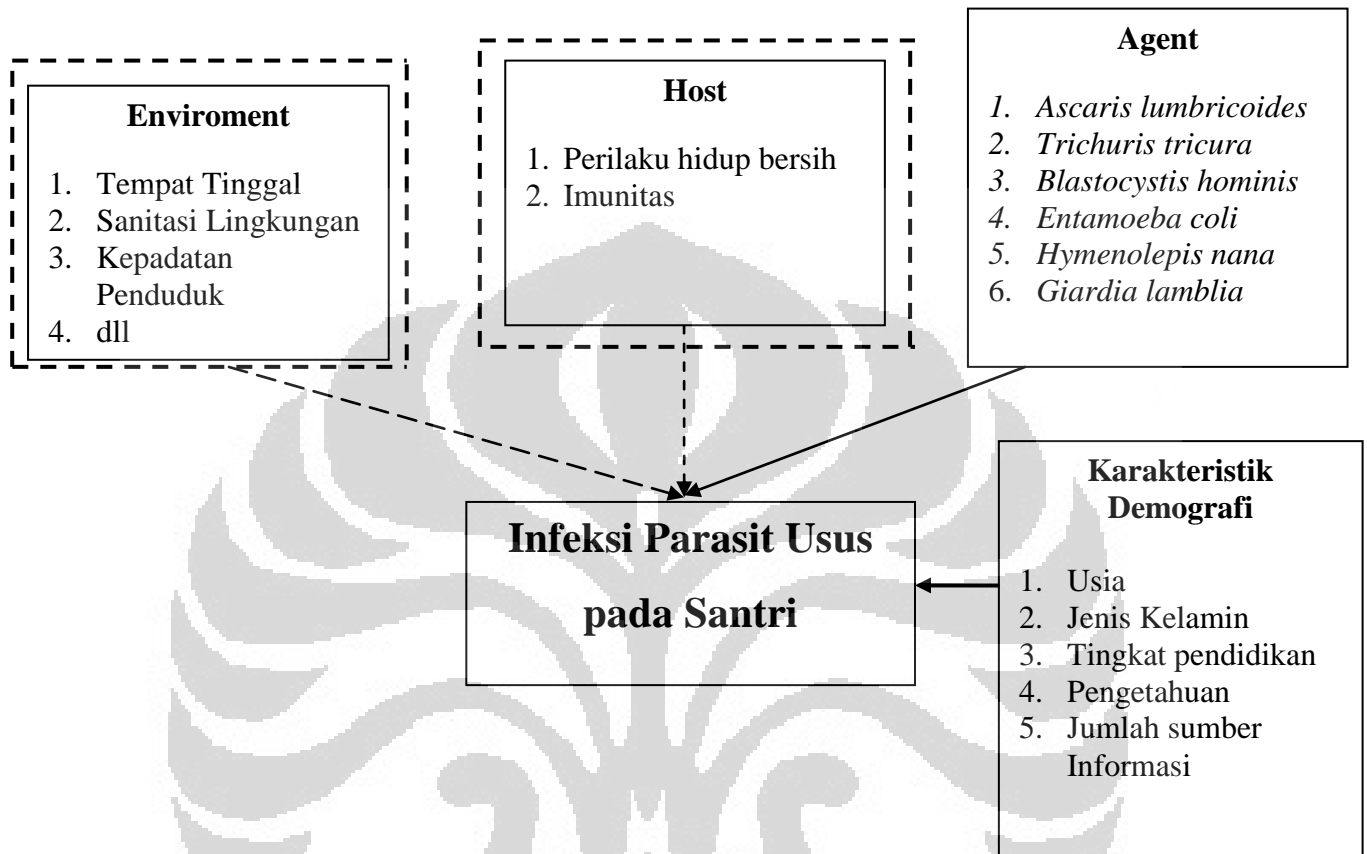 Enviroment
1. Tempat Tinggal
2. Sanitasi Lingkungan
3. Kepadatan
Penduduk
4. dll
Host
1. Perilaku hidup bersih
2. Imunitas
Agent
1. Ascaris lumbricoides
2. Trichuris tricura
3. Blastocystis hominis
4. Entamoeba coli
5. Hymenolepis nana
6. Giardia lamblia
Infeksi Parasit Usus
pada Santri
Karakteristik
Demografi
1. Usia
2. Jenis Kelamin
3. Tingkat pendidikan
4. Pengetahuan
5. Jumlah sumber
Informasi